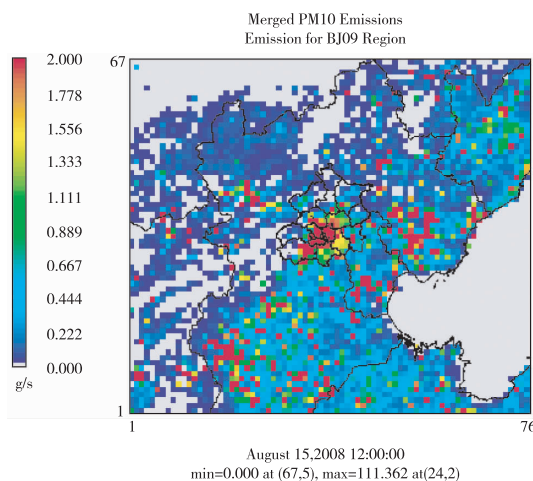 Merged PM10 Emissions
Emission for BJ09 Region
67
2.000
1.778
1.556
1.333
1.111
0.889
0.667
0.444
0.222
0.000
g/s
1
1
76
August 15,2008 12:00:00
min=0.000 at (67,5), max=111.362 at(24,2)